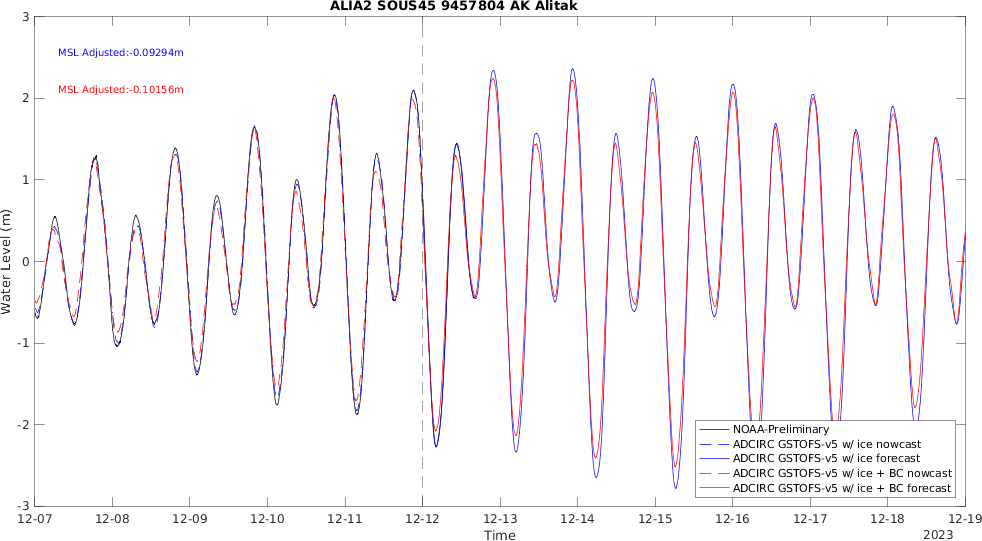 ALIA2 SOUS45 9457804 AK Alitak
MSL Adjusted:-0.09294m
MSL Adjusted:-0.10156m
Water Level (m)
3
2
1
0
-1
-2
-3
NOAA-Preliminary
ADCIRC GSTOFS-v5 w/ ice nowcast
ADCIRC GSTOFS-v5 w/ ice forecast
ADCIRC GSTOFS-v5 w/ ice + BC nowcast
ADCIRC GSTOFS-v5 w/ ice + BC forecast
12-07 12-08 12-09 12-10 12-11 12-12 12-13 12-14 12-15 12-16 12-17 12-18 12-19
Time
2023